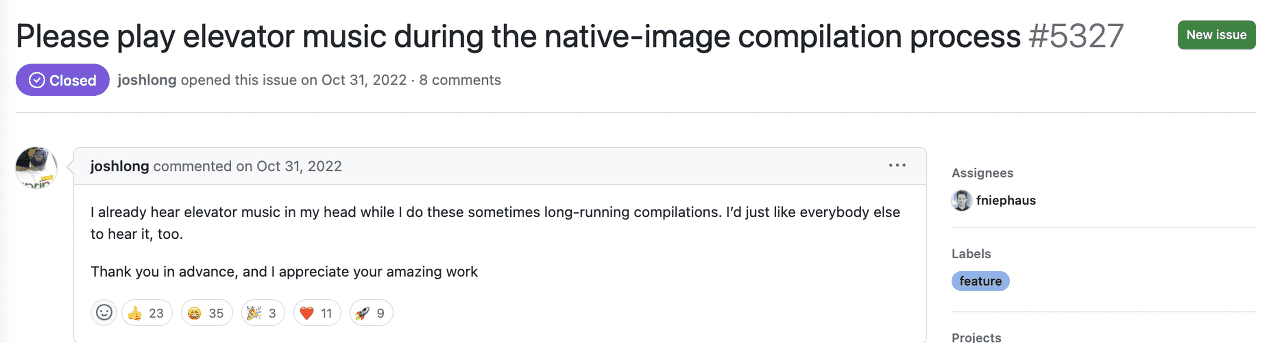 Please play elevator music during the native-image compilation process #5327
New issue
Closed
joshlong opened this issue on Oct 31, 2022 · 8 comments
joshlong commented on Oct 31, 2022
I already hear elevator music in my head while I do these sometimes long-running compilations. I'd just like everybody else
to hear it, too.
Thank you in advance, and I appreciate your amazing work
23 35 3 11 9
Assignees
fniephaus
Labels
feature
Projects